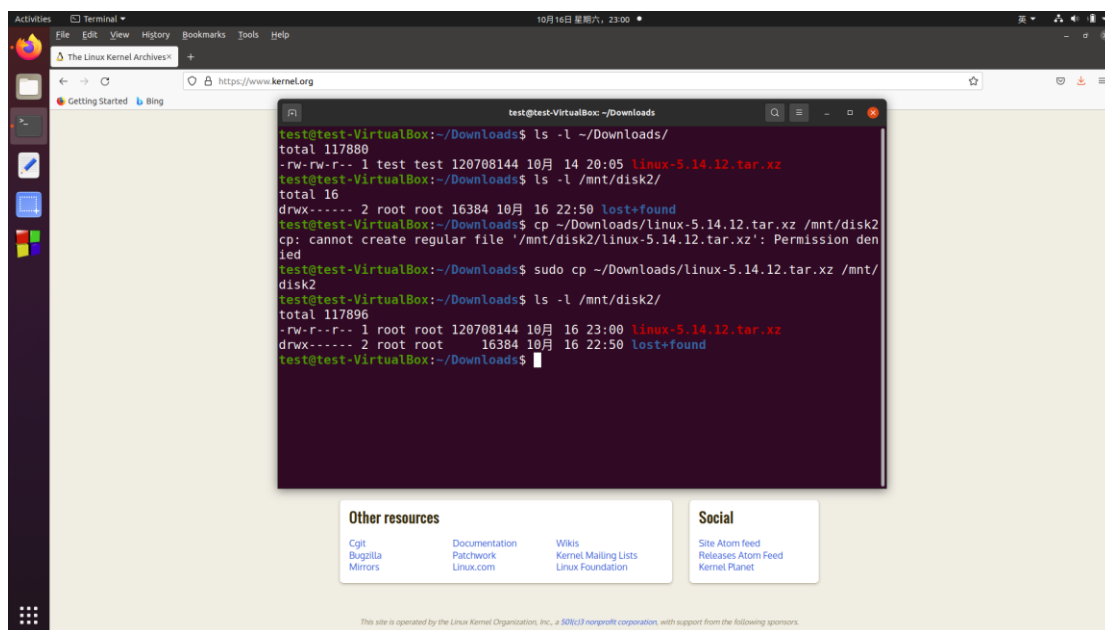 Activities Terminal 10月16日 星期六，23:00 英
File Edit View History Bookmarks Tools Help
The Linux Kernel Archives
https://www.kernel.org
Getting Started Bing
test@test-VirtualBox: ~/Downloads
test@test-VirtualBox:~/Downloads$ ls -l ~/Downloads/
total 117880
-rw-rw-r-- 1 test test 120708144 10月 14 20:05 linux-5.14.12.tar.xz
test@test-VirtualBox:~/Downloads$ ls -l /mnt/disk2/
total 16
drwx------ 2 root root 16384 10月 16 22:50 lost+found
test@test-VirtualBox:~/Downloads$ cp ~/Downloads/linux-5.14.12.tar.xz /mnt/disk2
cp: cannot create regular file '/mnt/disk2/linux-5.14.12.tar.xz': Permission den
ied
test@test-VirtualBox:~/Downloads$ sudo cp ~/Downloads/linux-5.14.12.tar.xz /mnt/
disk2
test@test-VirtualBox:~/Downloads$ ls -l /mnt/disk2/
total 117896
-rw-r--r-- 1 root root 120708144 10月 16 23:00 linux-5.14.12.tar.xz
drwx------ 2 root root     16384 10月 16 22:50 lost+found
test@test-VirtualBox:~/Downloads$
Other resources
Cgit Documentation Wikis
Bugzilla Patchwork Kernel Mailing Lists
Mirrors Linux.com Linux Foundation
Social
Site Atom feed
Releases Atom Feed
Kernel Planet
This site is operated by the Linux Kernel Organization, Inc., a 501(c)3 nonprofit corporation, with support from the following sponsors.